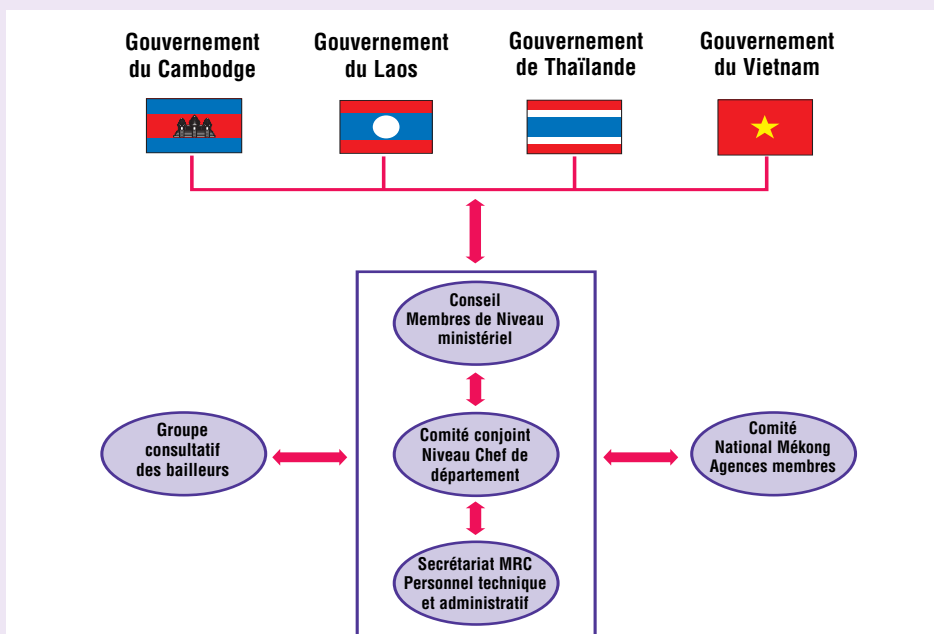 Gouvernement
du Cambodge
Gouvernement
du Laos
Gouvernement
de Thaïlande
Gouvernement
du Vietnam
Conseil
Membres de Niveau
ministériel
Groupe
consultatif
des bailleurs
Comité conjoint
Niveau Chef de
département
Comité
National Mékong
Agences membres
Secrétariat MRC
Personnel technique
et administratif